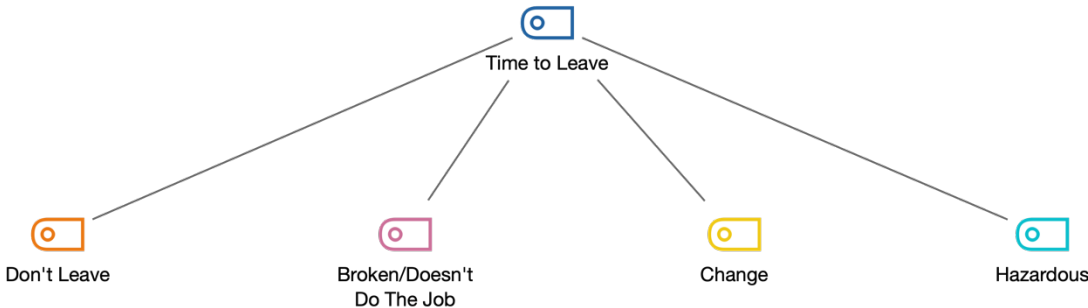 Time to Leave
Don't Leave
Broken/Doesn't
Do The Job
Change
Hazardous